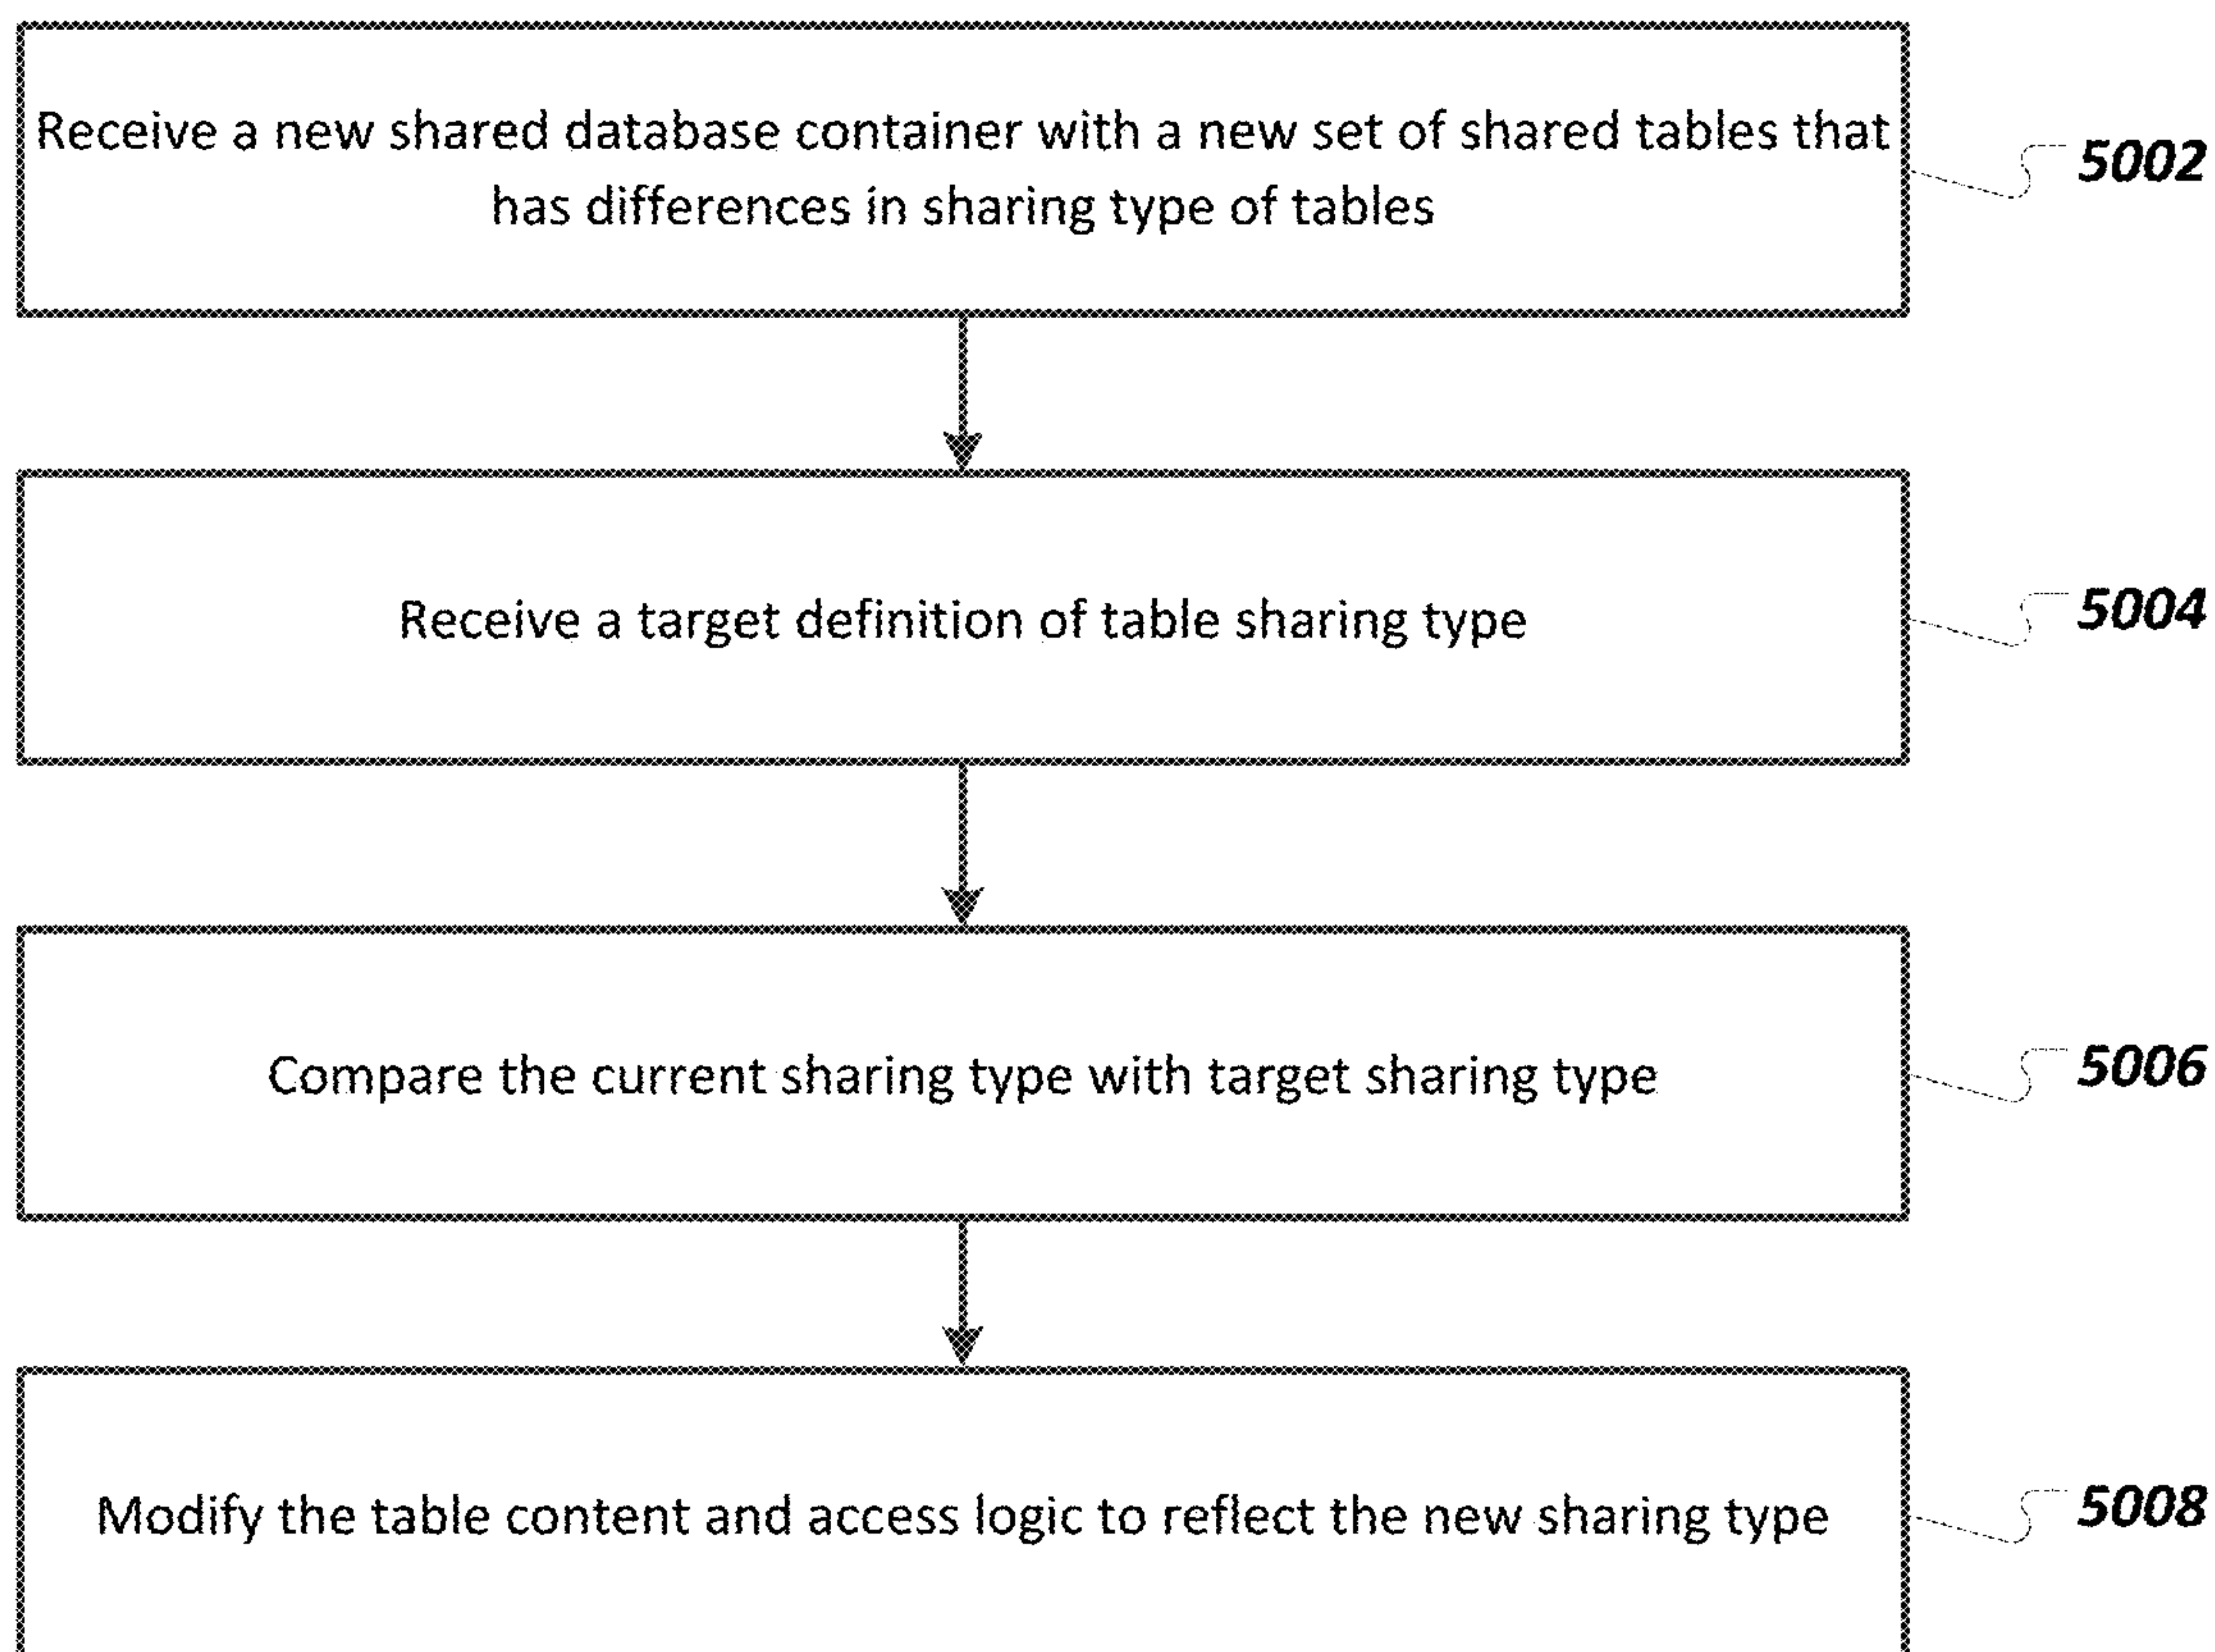 Receive a new shared database container with a new set of shared tables that
has differences in sharing type of tables
5002
Receive a target definition of table sharing type
5004
Compare the current sharing type with target sharing type
5006
Modify the table content and access logic to reflect the new sharing type
5008